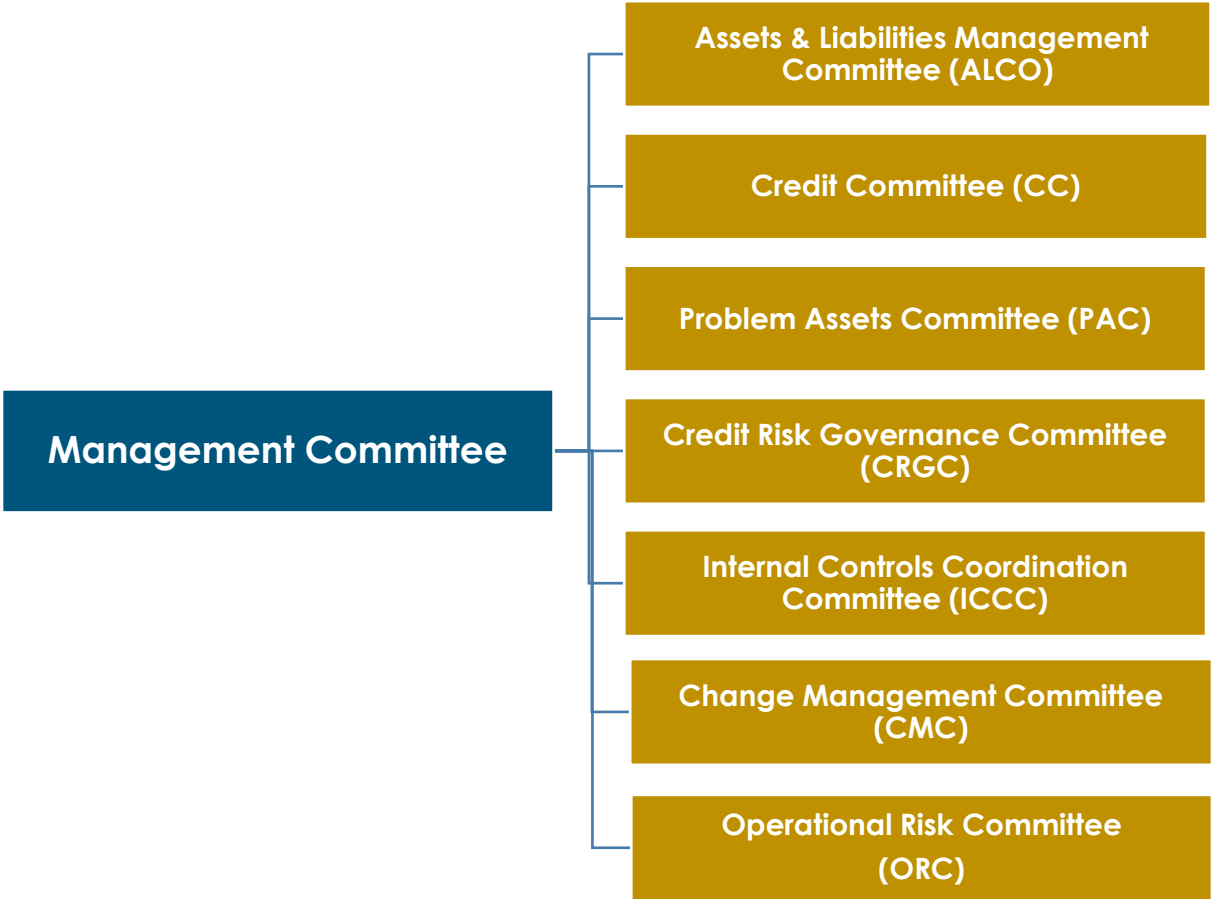 Assets & Liabilities Management
Committee (ALCO)
Credit Committee (CC)
Problem Assets Committee (PAC)
Management Committee
Credit Risk Governance Committee
(CRGC)
Internal Controls Coordination
Committee (ICCC)
Change Management Committee
(CMC)
Operational Risk Committee
(ORC)